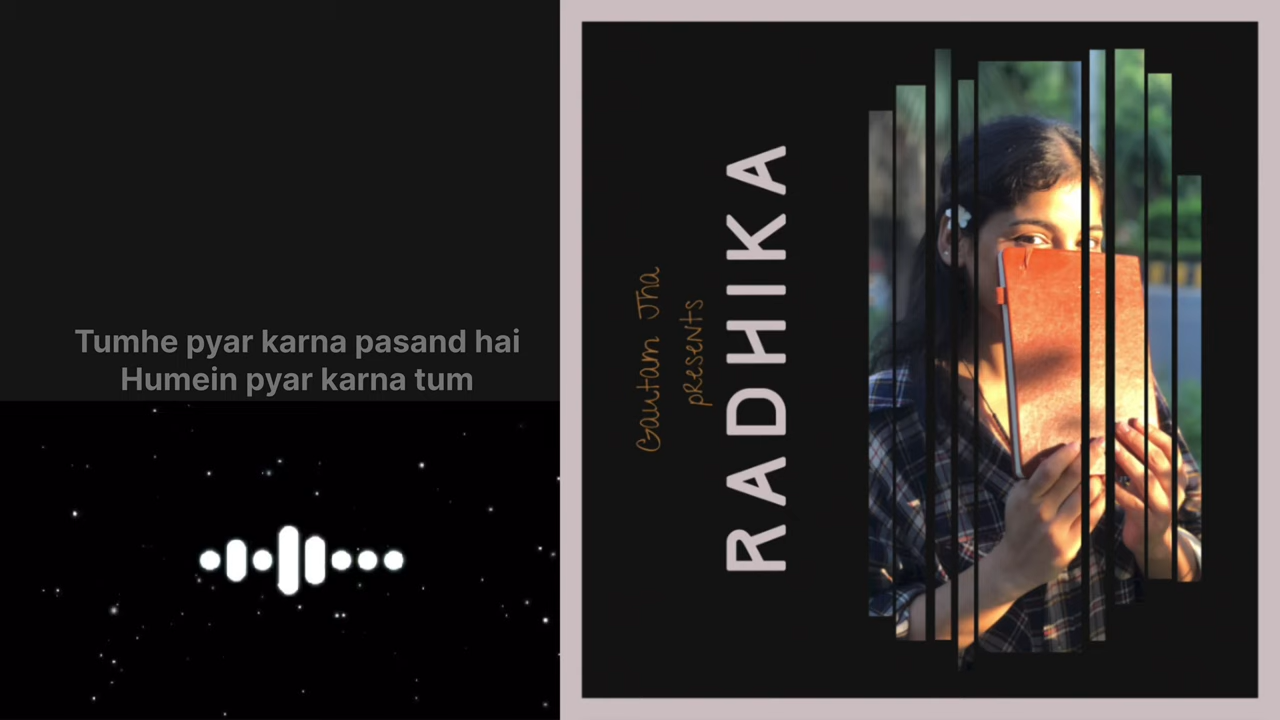 Tumhe pyar karna pasand hai
Humein pyar karna tum
Gautam Jha
presents
RADHIKA